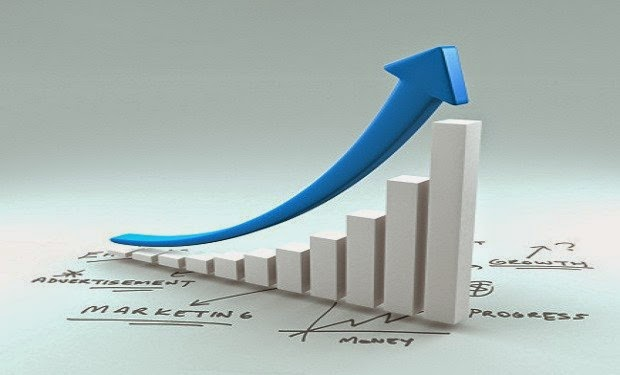 ?
GROWTH
ADVERTISEMENT
MARKETING
PROGRESS
MONEY